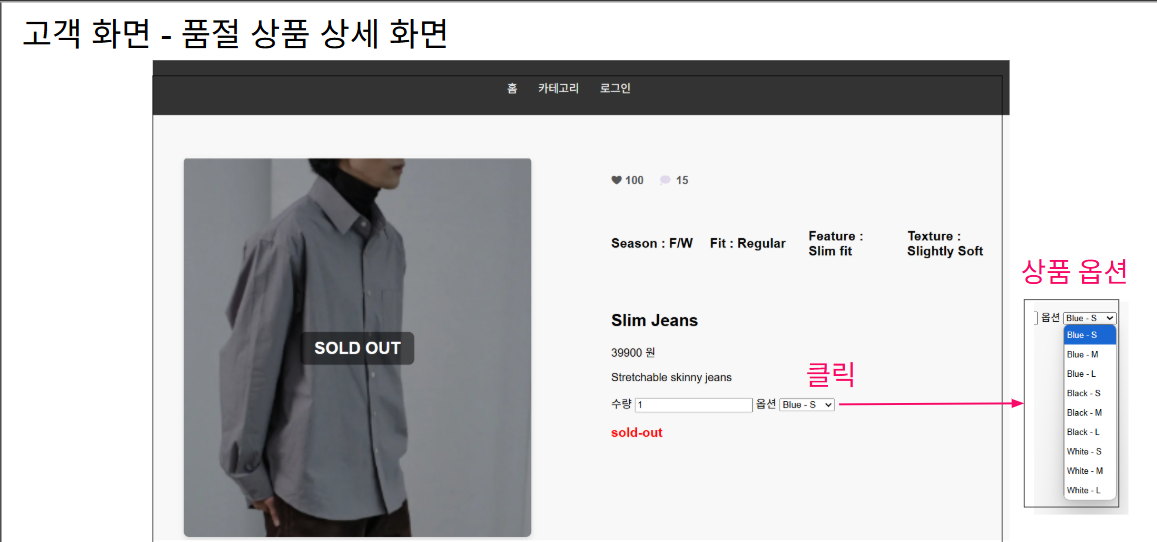 고객 화면 - 품절 상품 상세 화면
홈 카테고리 로그인
100 15
Season : F/W Fit : Regular Feature : Slim fit Texture : Slightly Soft
Slim Jeans
39900 원
Stretchable skinny jeans
수량 1 옵션 Blue - S
sold-out
SOLD OUT
클릭
상품 옵션
옵션 Blue - S
Blue - S
Blue - M
Blue - L
Black - S
Black - M
Black - L
White - S
White - M
White - L